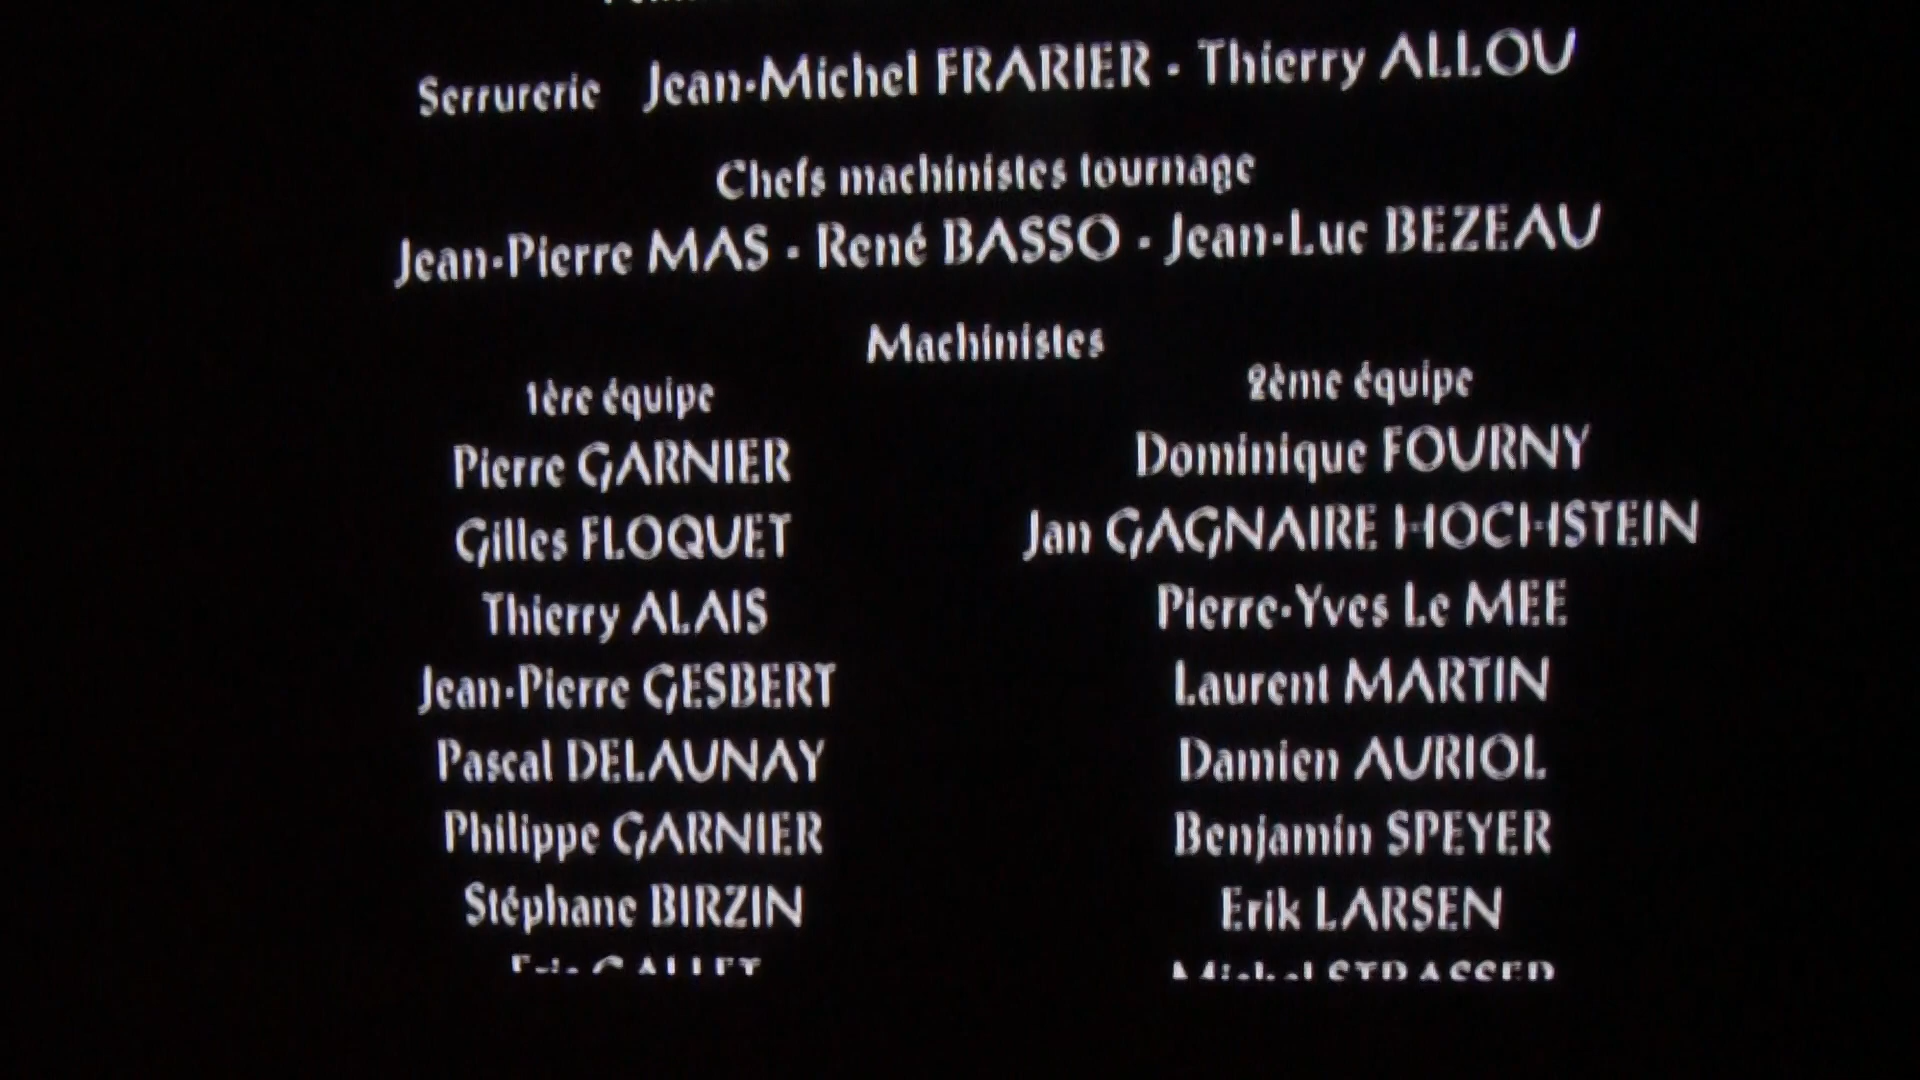 Serrurerie Jean-Michel FRARIER - Thierry ALLOU
Chefs machinistes tournage
Jean-Pierre MAS - René BASSO - Jean-Luc BEZEAU
Machinistes
1ère équipe
Pierre GARNIER
Gilles FLOQUET
Thierry ALAIS
Jean-Pierre GESBERT
Pascal DELAUNAY
Philippe GARNIER
Stéphane BIRZIN
2ème équipe
Dominique FOURNY
Jan GAGNAIRE HOCHSTEIN
Pierre-Yves Le MEE
Laurent MARTIN
Damien AURIOL
Benjamin SPEYER
Erik LARSEN